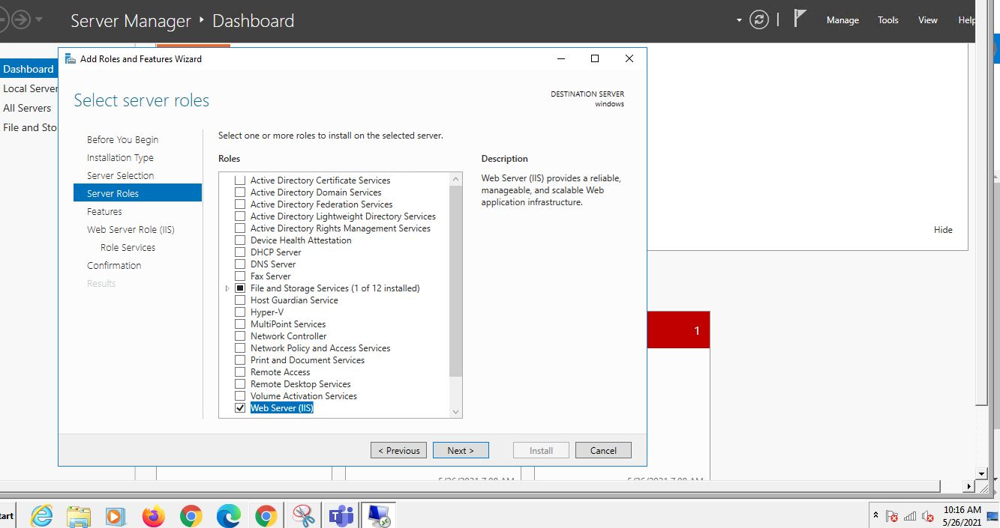 Server Manager ‣ Dashboard
Manage Tools View Help
Dashboard
Local Server
All Servers
File and Sto
Add Roles and Features Wizard
Select server roles
DESTINATION SERVER
windows
Before You Begin
Installation Type
Server Selection
Server Roles
Features
Web Server Role (IIS)
Role Services
Confirmation
Results
Select one or more roles to install on the selected server.
Roles
Active Directory Certificate Services
Active Directory Domain Services
Active Directory Federation Services
Active Directory Lightweight Directory Services
Active Directory Rights Management Services
Device Health Attestation
DHCP Server
DNS Server
Fax Server
File and Storage Services (1 of 12 installed)
Host Guardian Service
Hyper-V
MultiPoint Services
Network Controller
Network Policy and Access Services
Print and Document Services
Remote Access
Remote Desktop Services
Volume Activation Services
Web Server (IIS)
Description
Web Server (IIS) provides a reliable,
manageable, and scalable Web
application infrastructure.
< Previous
Next >
Install
Cancel
Hide
1
5/26/2021 7:08 AM
5/26/2021 7:08 AM
tart
10:16 AM
5/26/2021